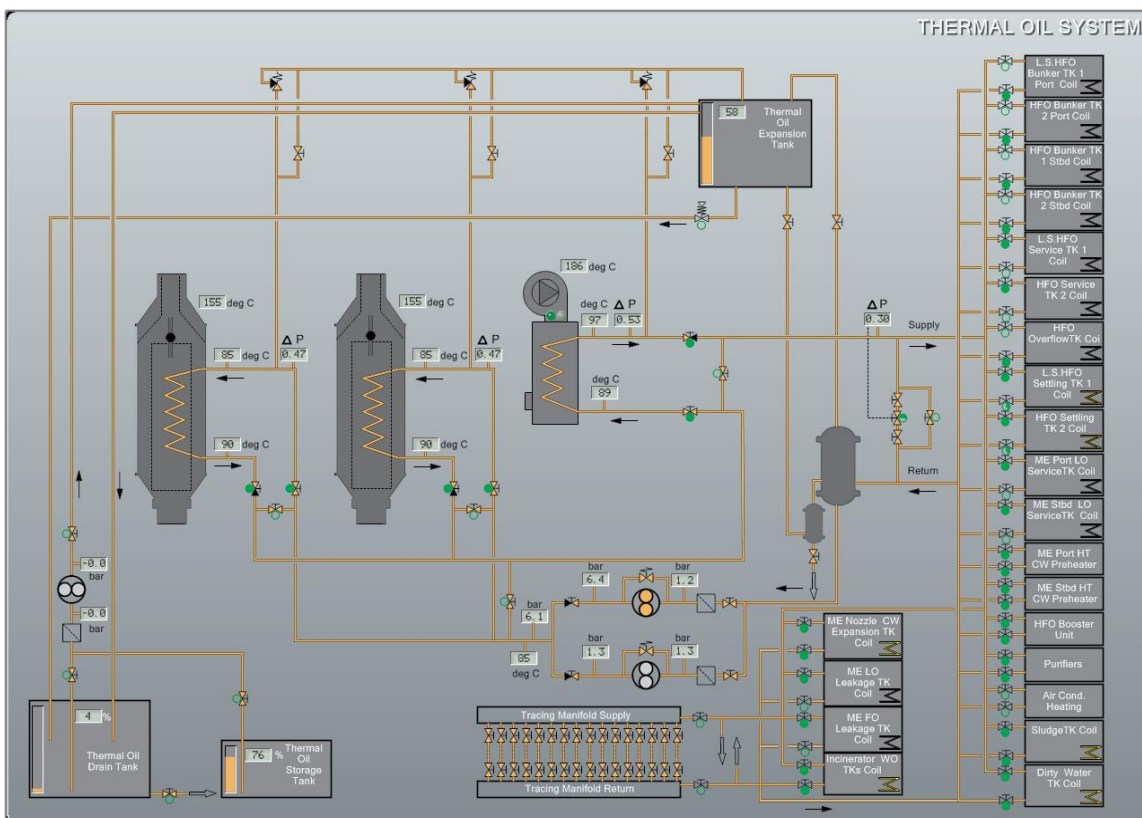 THERMAL OIL SYSTEM
58
Thermal
Oil
Expansion
Tank
155 deg C
Δ P
0.47
85
deg C
90 deg C
155 deg C
Δ P
0.47
85
deg C
90 deg C
186 deg C
deg C
97
Δ P
0.53
deg C
89
Δ P
0.30
Supply
Return
-0.0
bar
-0.0
bar
4 %
Thermal Oil
Drain Tank
76 %
Thermal
Oil
Storage
Tank
bar
6.1
85
deg C
bar
6.4
bar
1.2
bar
1.3
bar
1.3
Tracing Manifold Supply
Tracing Manifold Return
ME Nozzle CW
Expansion TK
Coil
ME LO
Leakage TK
Coil
ME FO
Leakage TK
Coil
Incinerator WO
TKs Coil
L.S.HFO
Bunker TK 1
Port Coil
HFO Bunker TK
2 Port Coil
HFO Bunker TK
1 Stbd Coil
HFO Bunker TK
2 Stbd Coil
L.S.HFO
Service TK 1
Coil
HFO Service
TK 2 Coil
HFO
OverflowTK Coi
L.S.HFO
Settling TK 1
Coil
HFO Settling
TK 2 Coil
ME Port LO
ServiceTK Coil
ME Stbd LO
ServiceTK Coil
ME Port HT
CW Preheater
ME Stbd HT
CW Preheater
HFO Booster
Unit
Purifiers
Air Cond.
Heating
SludgeTK Coil
Dirty Water
TK Coil